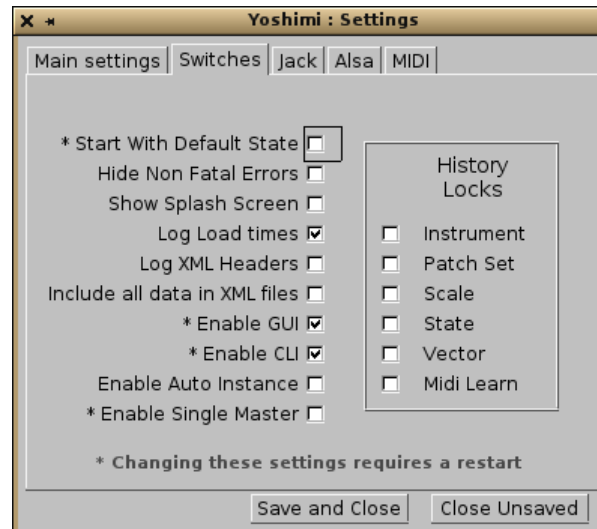 Yoshimi : Settings
Main settings Switches Jack Alsa MIDI
* Start With Default State
Hide Non Fatal Errors
Show Splash Screen
Log Load times
Log XML Headers
Include all data in XML files
* Enable GUI
* Enable CLI
Enable Auto Instance
* Enable Single Master
History
Locks
Instrument
Patch Set
Scale
State
Vector
Midi Learn
* Changing these settings requires a restart
Save and Close Close Unsaved